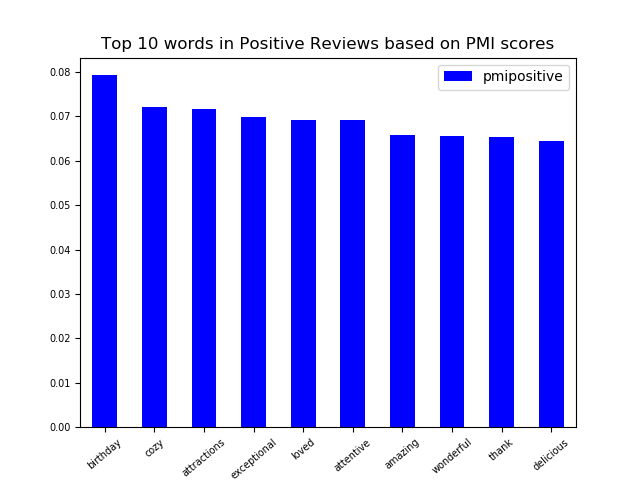 Top 10 words in Positive Reviews based on PMI scores
pmipositive
0.08
0.07
0.06
0.05
0.04
0.03
0.02
0.01
0.00
birthday
cozy
attractions
exceptional
loved
attentive
amazing
wonderful
thank
delicious